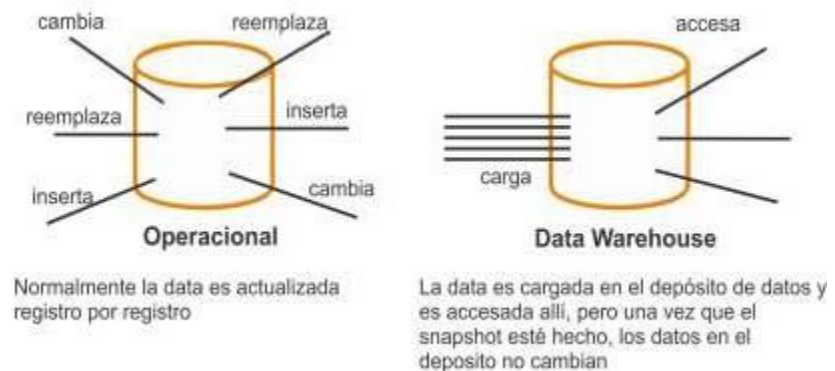 cambia
reemplaza
reemplaza
inserta
inserta
cambia
Operacional
Normalmente la data es actualizada
registro por registro
accesa
carga
Data Warehouse
La data es cargada en el depósito de datos y
es accesada allí, pero una vez que el
snapshot esté hecho, los datos en el
deposito no cambian